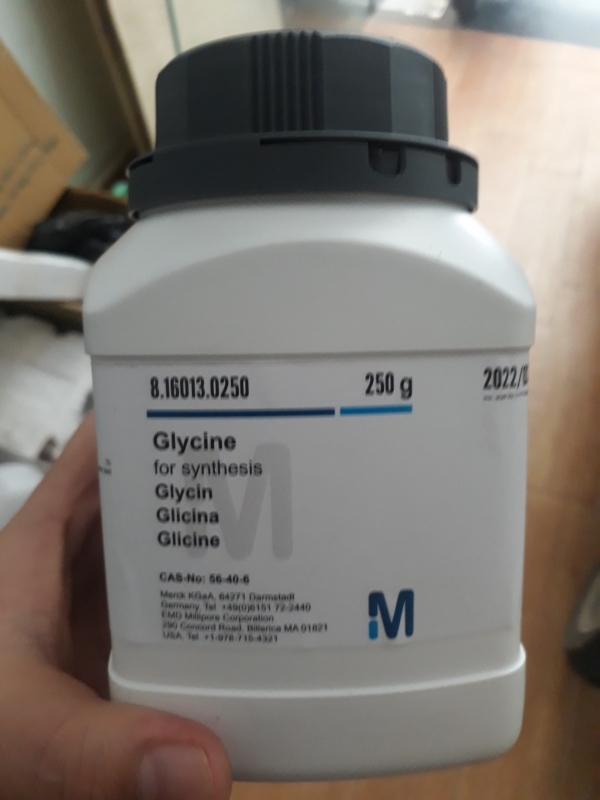 8.16013.0250 250 g 2022/
Glycine
for synthesis
Glycin
Glicina
Glicine
CAS-No: 56-40-6
Merck KGaA, 64271 Darmstadt
Germany, Tel. +49(0)6151 72-2440
EMD Millipore Corporation
290 Concord Road, Billerica MA 01821
USA, Tel. +1-978-715-4321
M